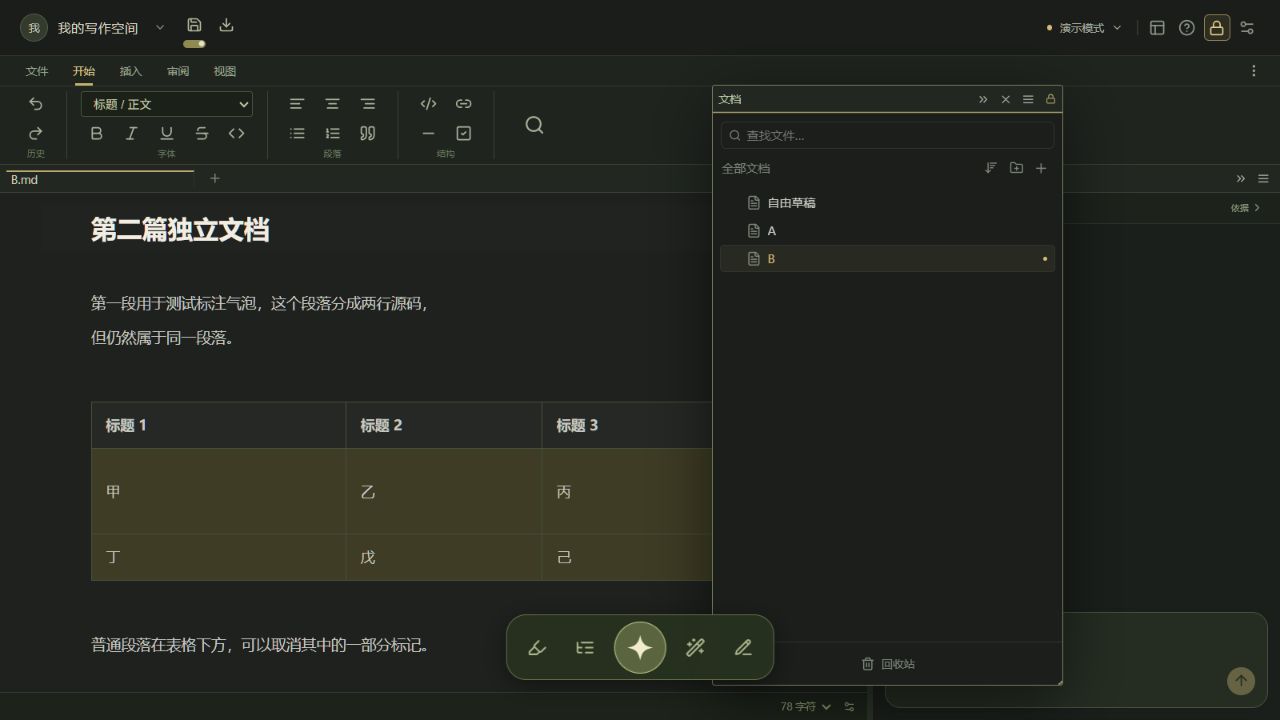 我 我的写作空间
演示模式
文件 开始 插入 审阅 视图
标题 / 正文
历史 字体 段落 结构
B.md
第二篇独立文档
第一段用于测试标注气泡，这个段落分成两行源码，
但仍然属于同一段落。
标题 1 标题 2 标题 3
甲 乙 丙
丁 戊 己
普通段落在表格下方，可以取消其中的一部分标记。
文档
查找文件...
全部文档
自由草稿
A
B
回收站
依据
78 字符